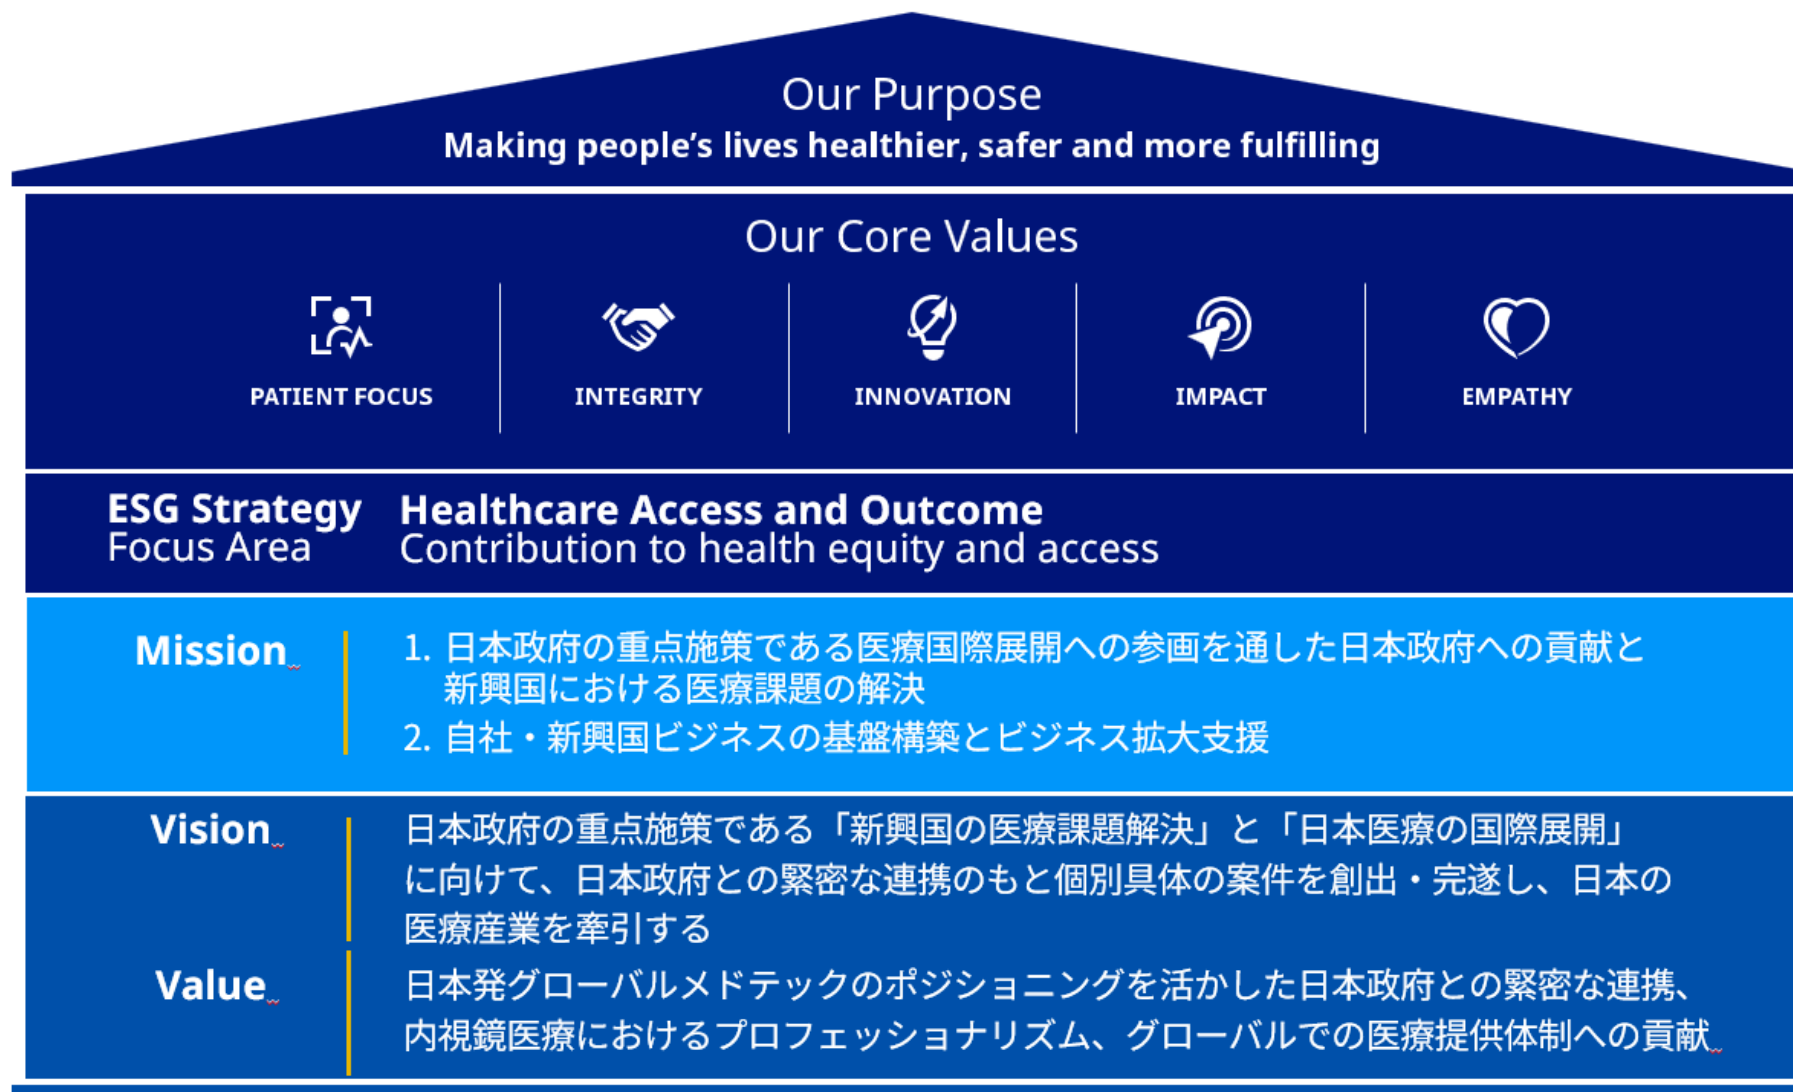 Our Purpose
Making people’s lives healthier, safer and more fulfilling
Our Core Values
PATIENT FOCUS
INTEGRITY
INNOVATION
IMPACT
EMPATHY
ESG Strategy
Focus Area
Healthcare Access and Outcome
Contribution to health equity and access
Mission
1. 日本政府の重点施策である医療国際展開への参画を通した日本政府への貢献と
新興国における医療課題の解決
2. 自社・新興国ビジネスの基盤構築とビジネス拡大支援
Vision
日本政府の重点施策である「新興国の医療課題解決」と「日本医療の国際展開」
に向けて、日本政府との緊密な連携のもと個別具体の案件を創出・完遂し、日本の
医療産業を牽引する
Value
日本発グローバルメドテックのポジショニングを活かした日本政府との緊密な連携、
内視鏡医療におけるプロフェッショナリズム、グローバルでの医療提供体制への貢献